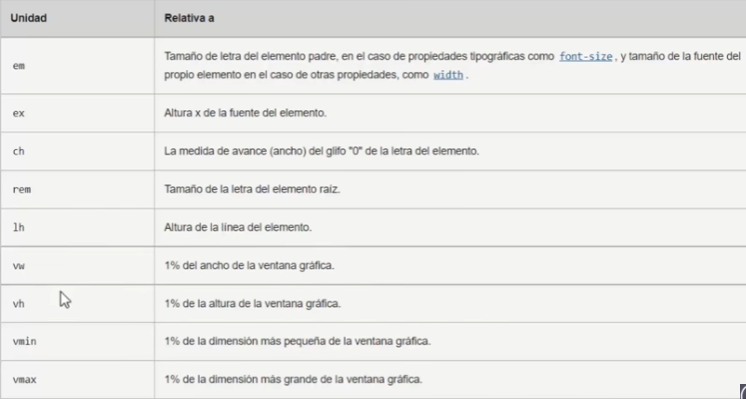 Unidad Relativa a
em Tamaño de letra del elemento padre, en el caso de propiedades tipográficas como font-size, y tamaño de la fuente del
propio elemento en el caso de otras propiedades, como width.
ex Altura x de la fuente del elemento.
ch La medida de avance (ancho) del glifo "0" de la letra del elemento.
rem Tamaño de la letra del elemento raíz.
lh Altura de la línea del elemento.
vw 1% del ancho de la ventana gráfica.
vh 1% de la altura de la ventana gráfica.
vmin 1% de la dimensión más pequeña de la ventana gráfica.
vmax 1% de la dimensión más grande de la ventana gráfica.